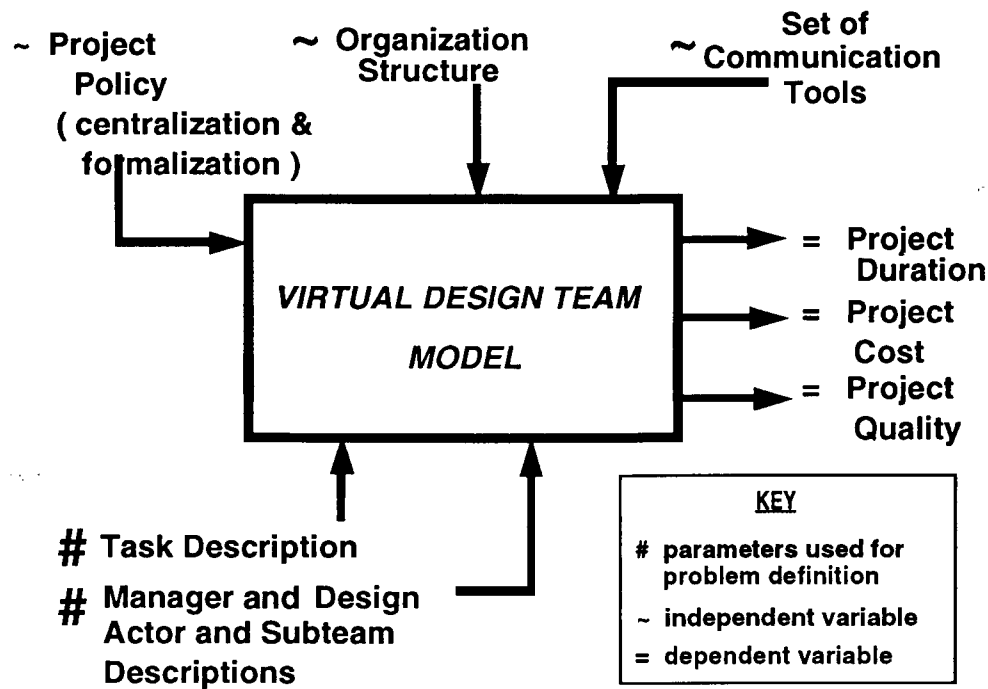 ~ Project
Policy
( centralization &
formalization )
~ Organization
Structure
~ Set of
Communication
Tools
VIRTUAL DESIGN TEAM
MODEL
= Project
Duration
= Project
Cost
= Project
Quality
# Task Description
# Manager and Design
Actor and Subteam
Descriptions
KEY
# parameters used for
problem definition
~ independent variable
= dependent variable